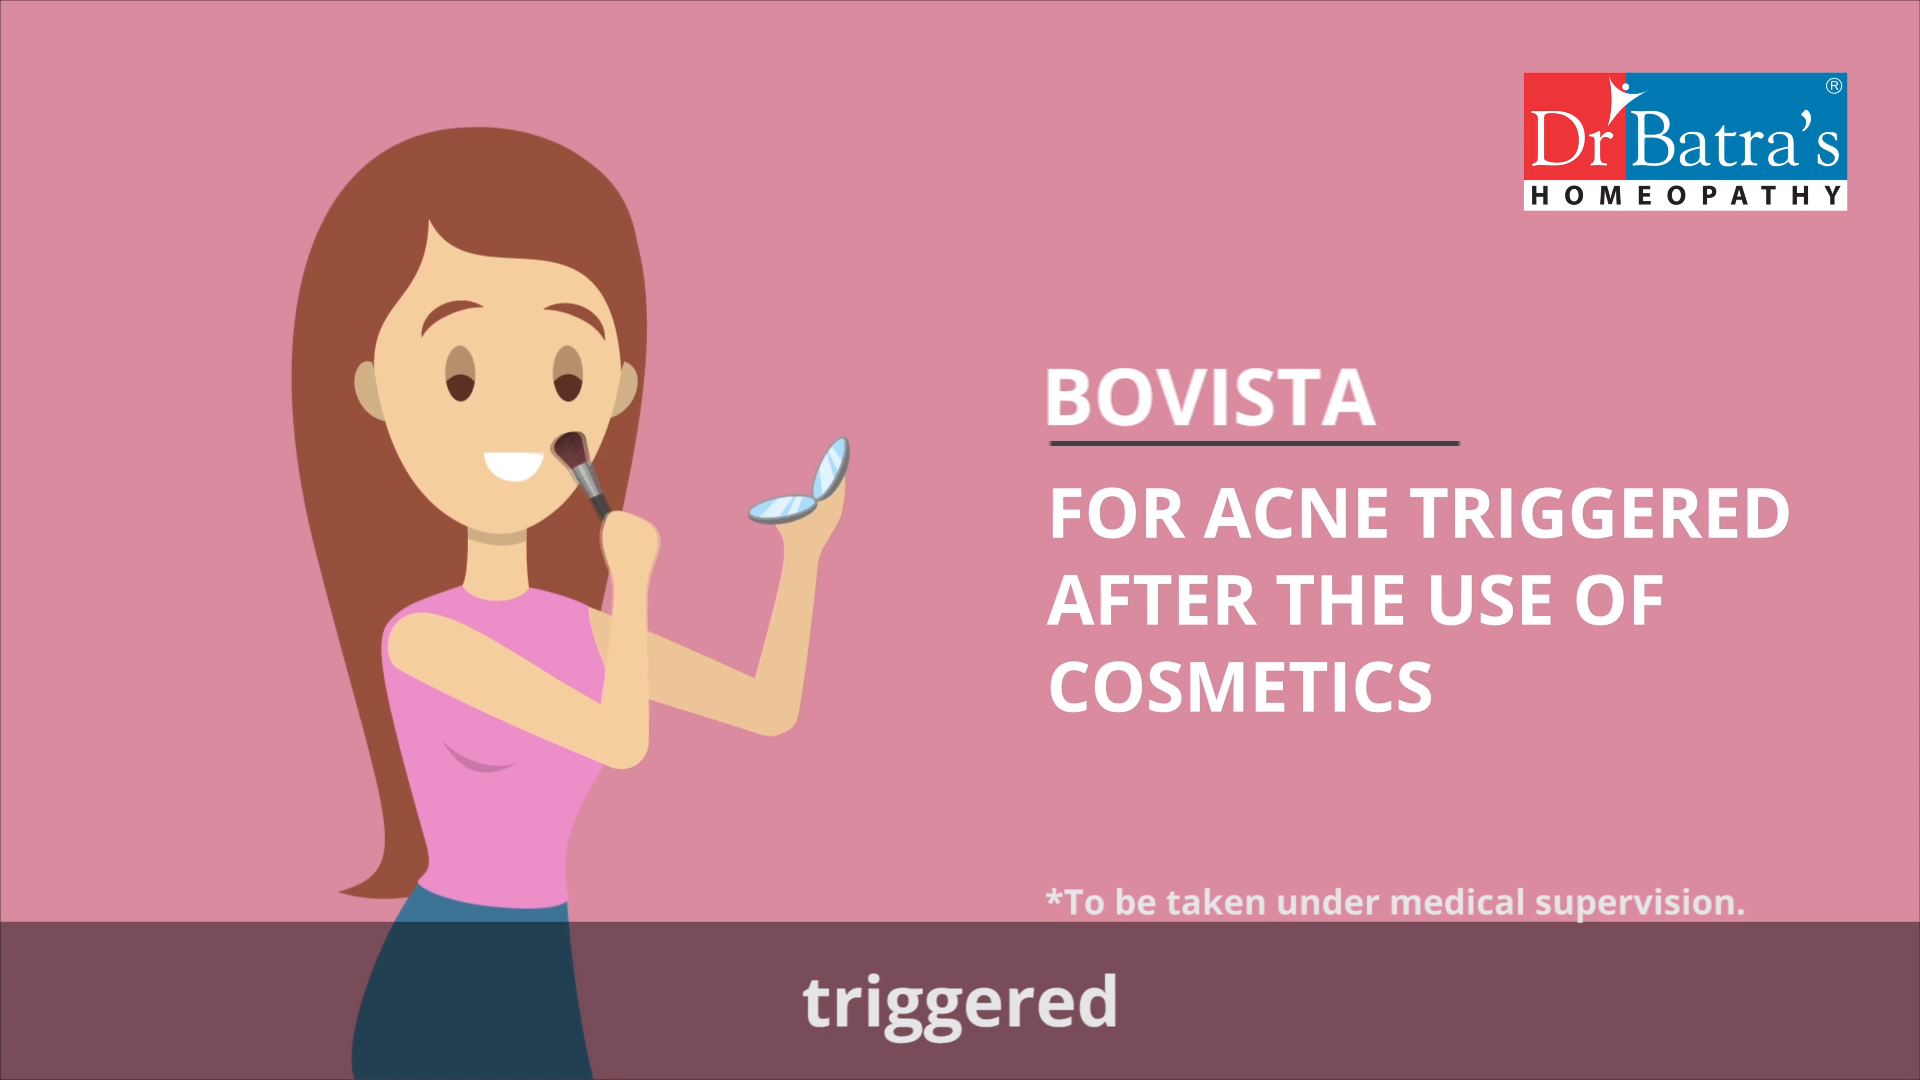 Dr Batra's®
HOMEOPATHY
BOVISTA
FOR ACNE TRIGGERED
AFTER THE USE OF
COSMETICS
*To be taken under medical supervision.
triggered